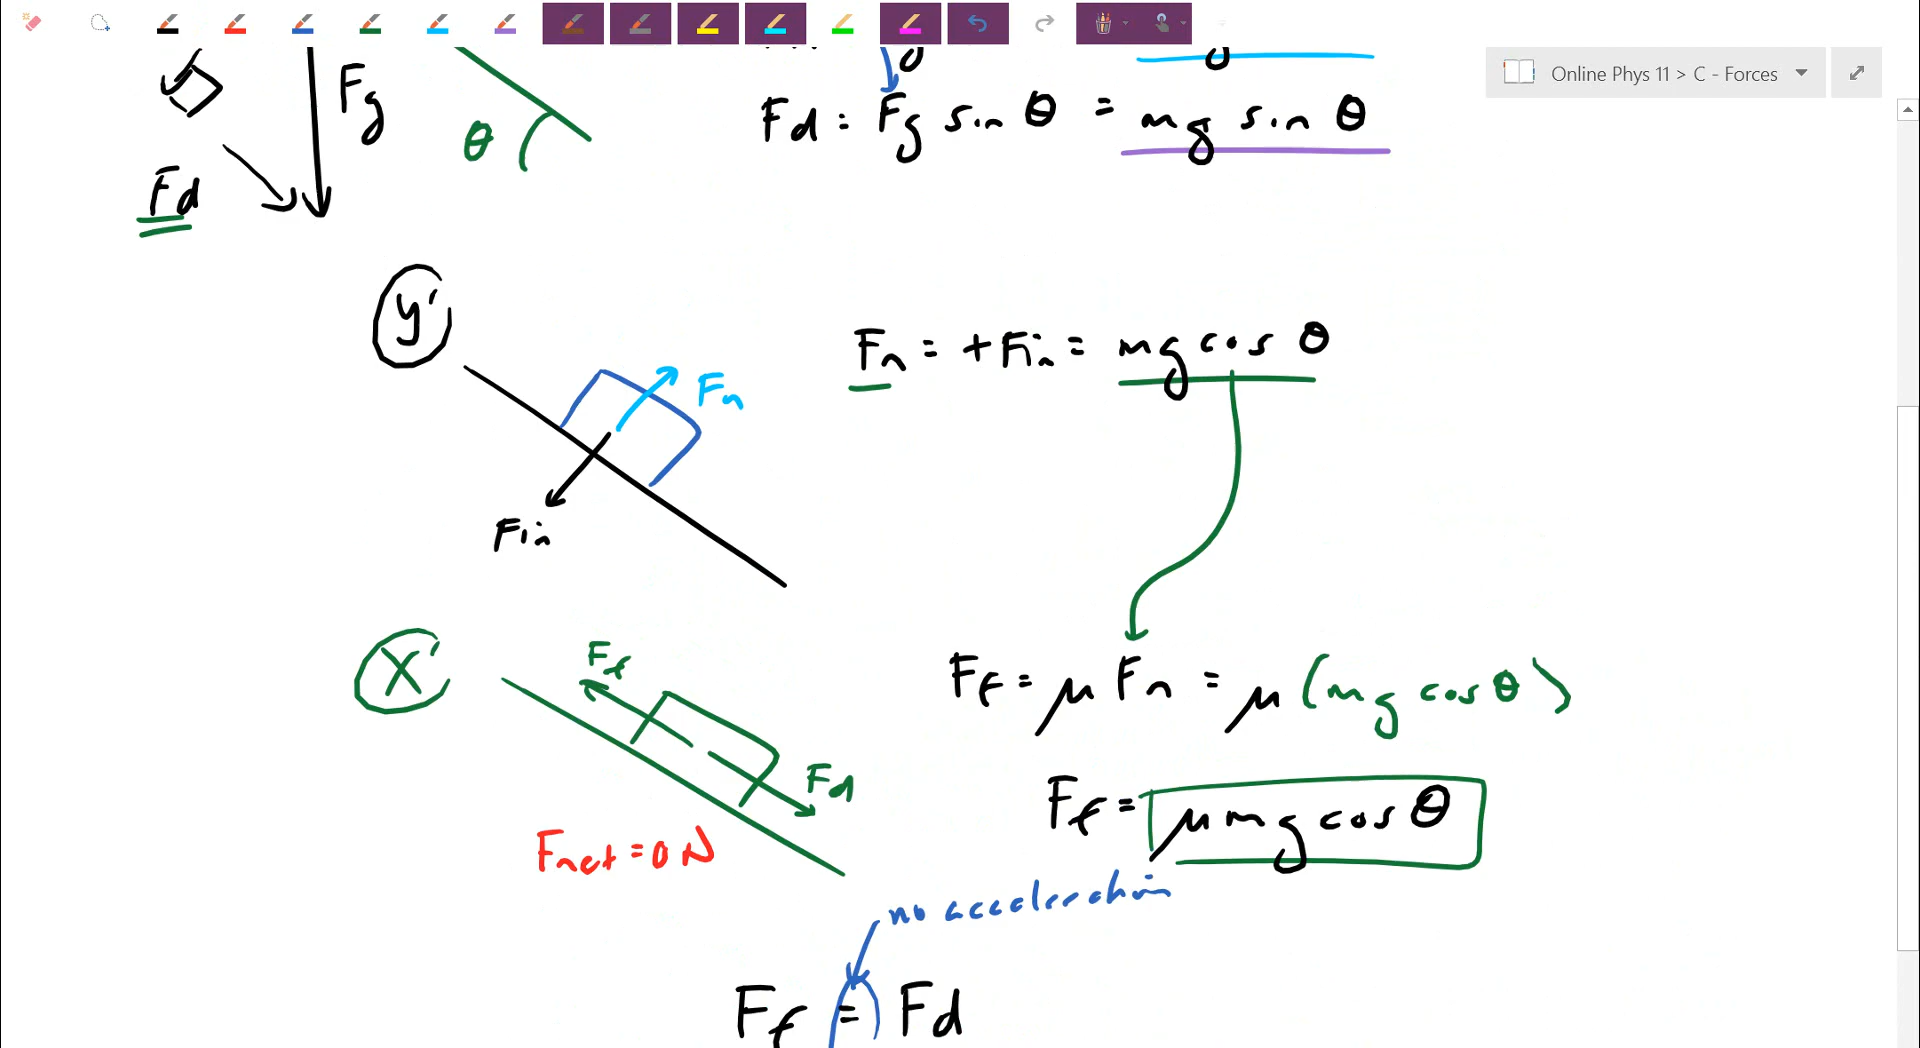 Online Phys 11 > C - Forces
Fg
θ
Fd
Fd = Fg sin θ = mg sin θ
y'
Fn = +Fin = mg cos θ
Fn
Fin
x'
Ff
Fd
Fnet = 0 N
Ff = μ Fn = μ (mg cos θ)
Ff = μ mg cos θ
no acceleration
Ff = Fd